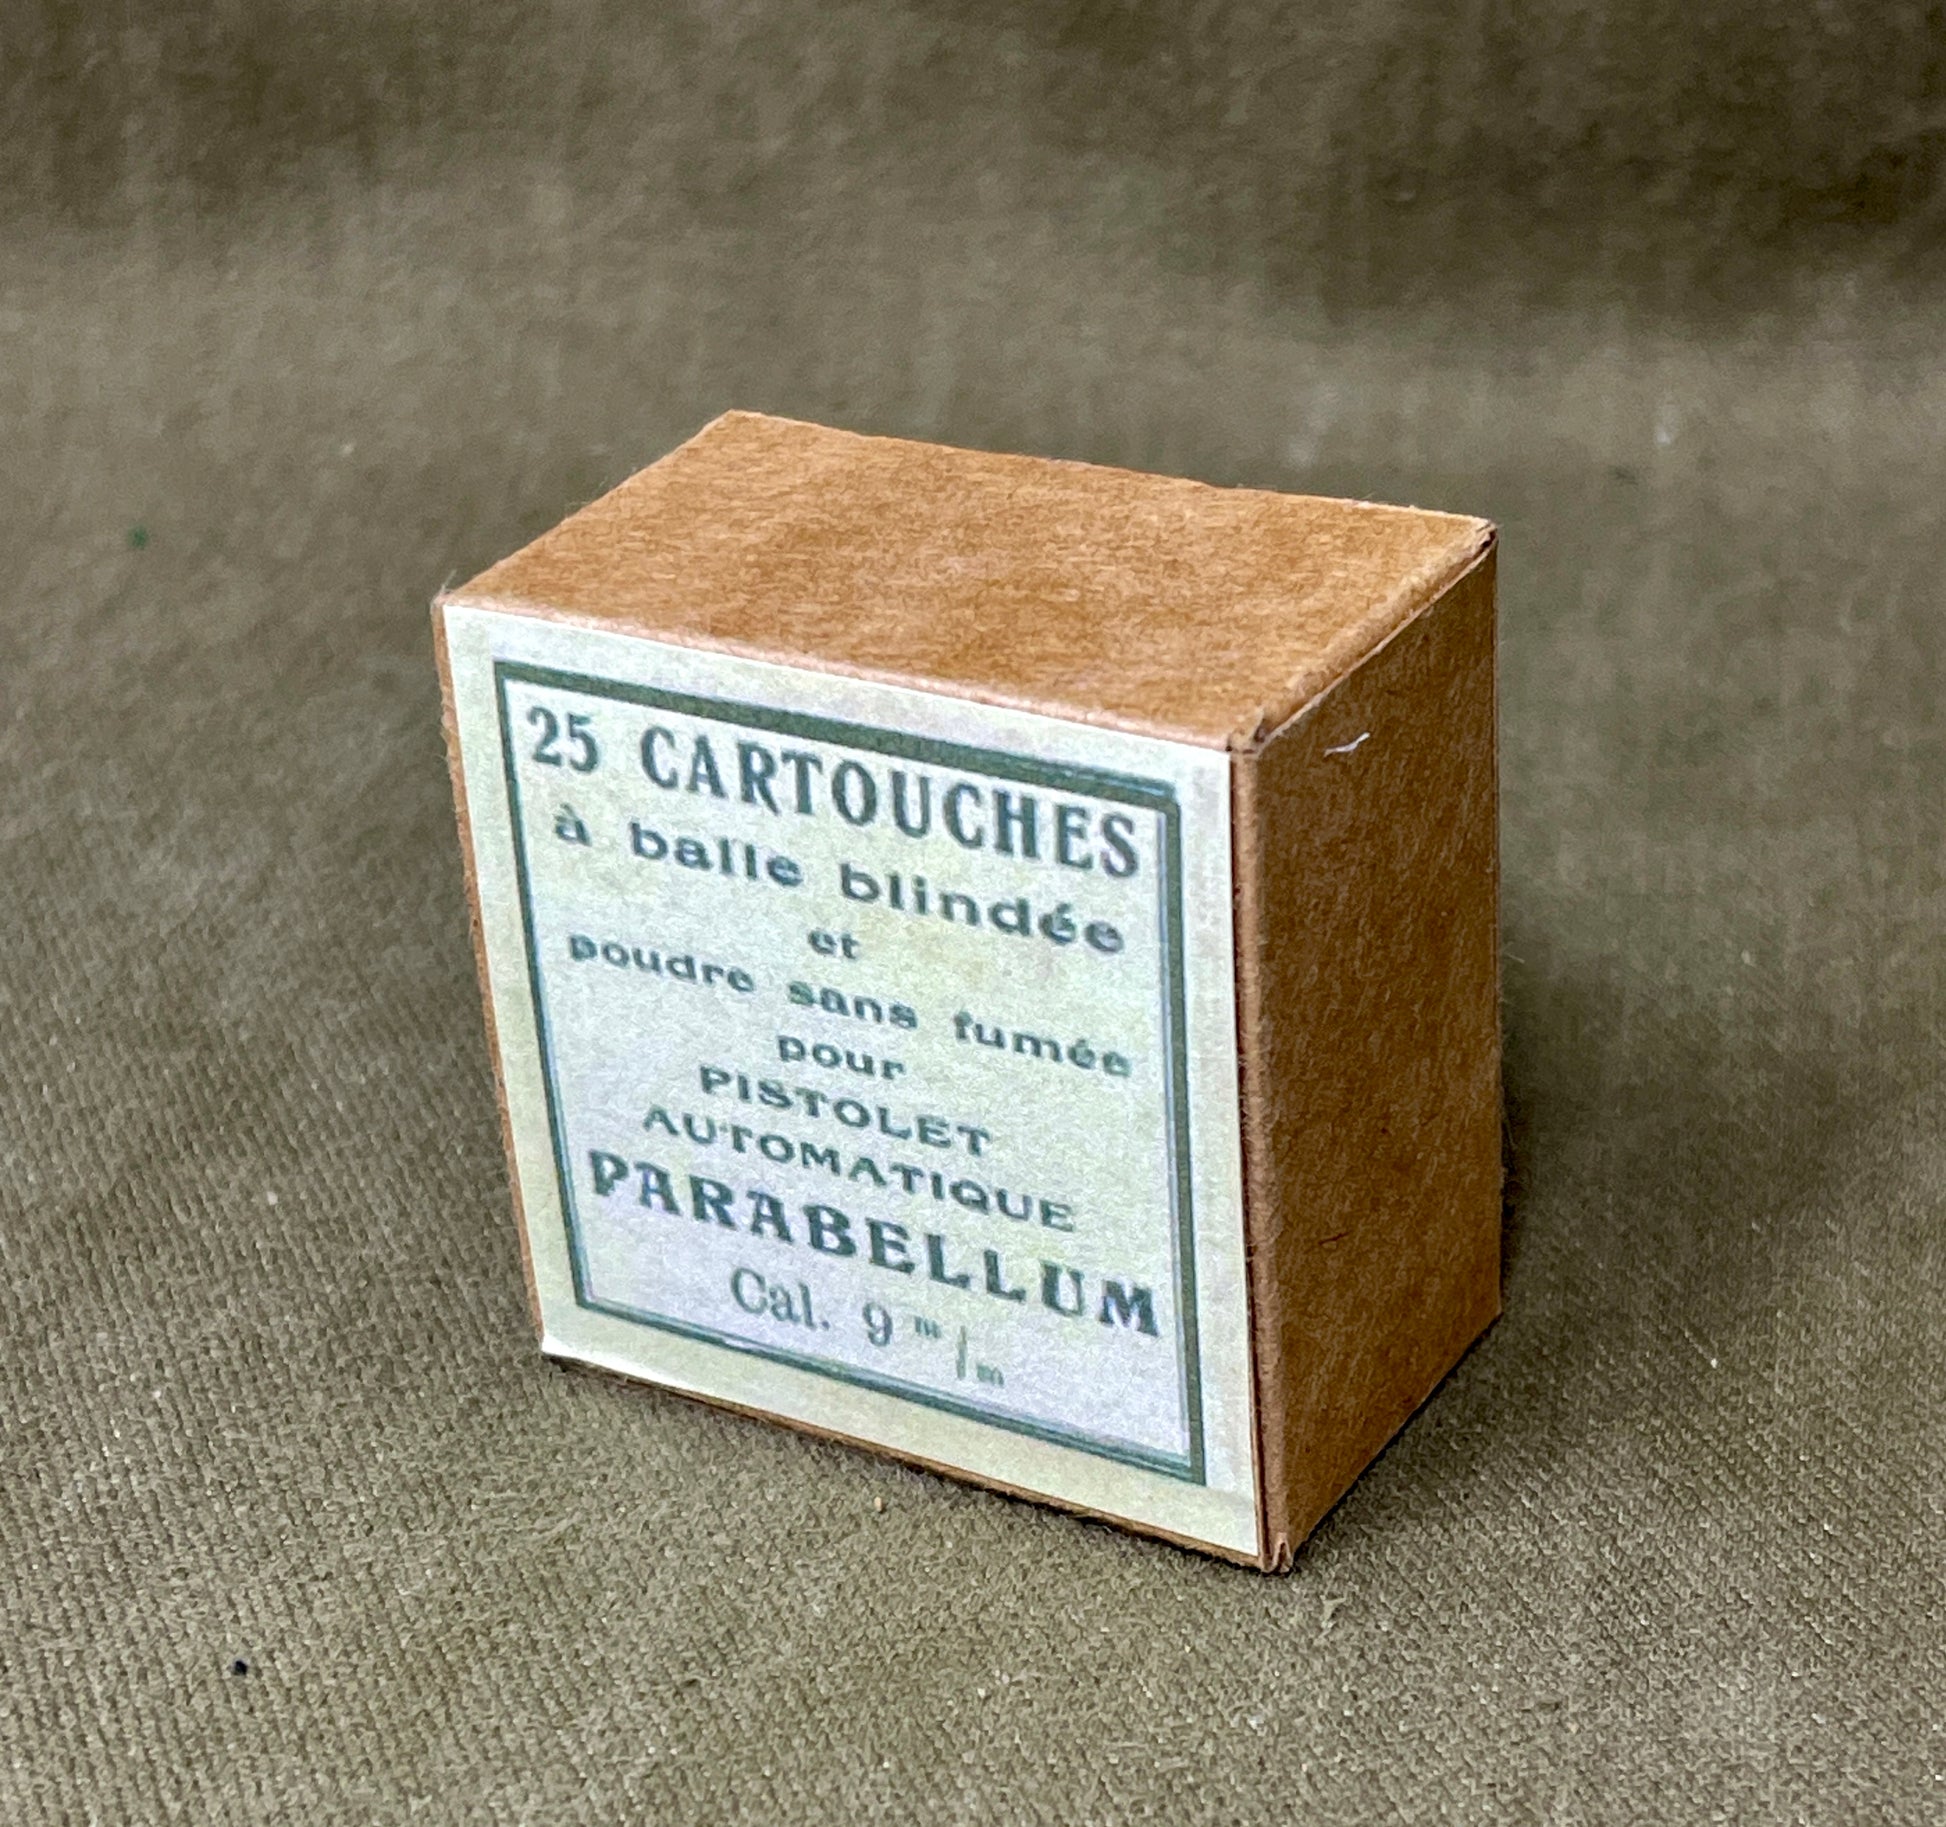 25 CARTOUCHES
à balle blindée
et
poudre sans fumée
pour
PISTOLET
AUTOMATIQUE
PARABELLUM
Cal. 9 m/m